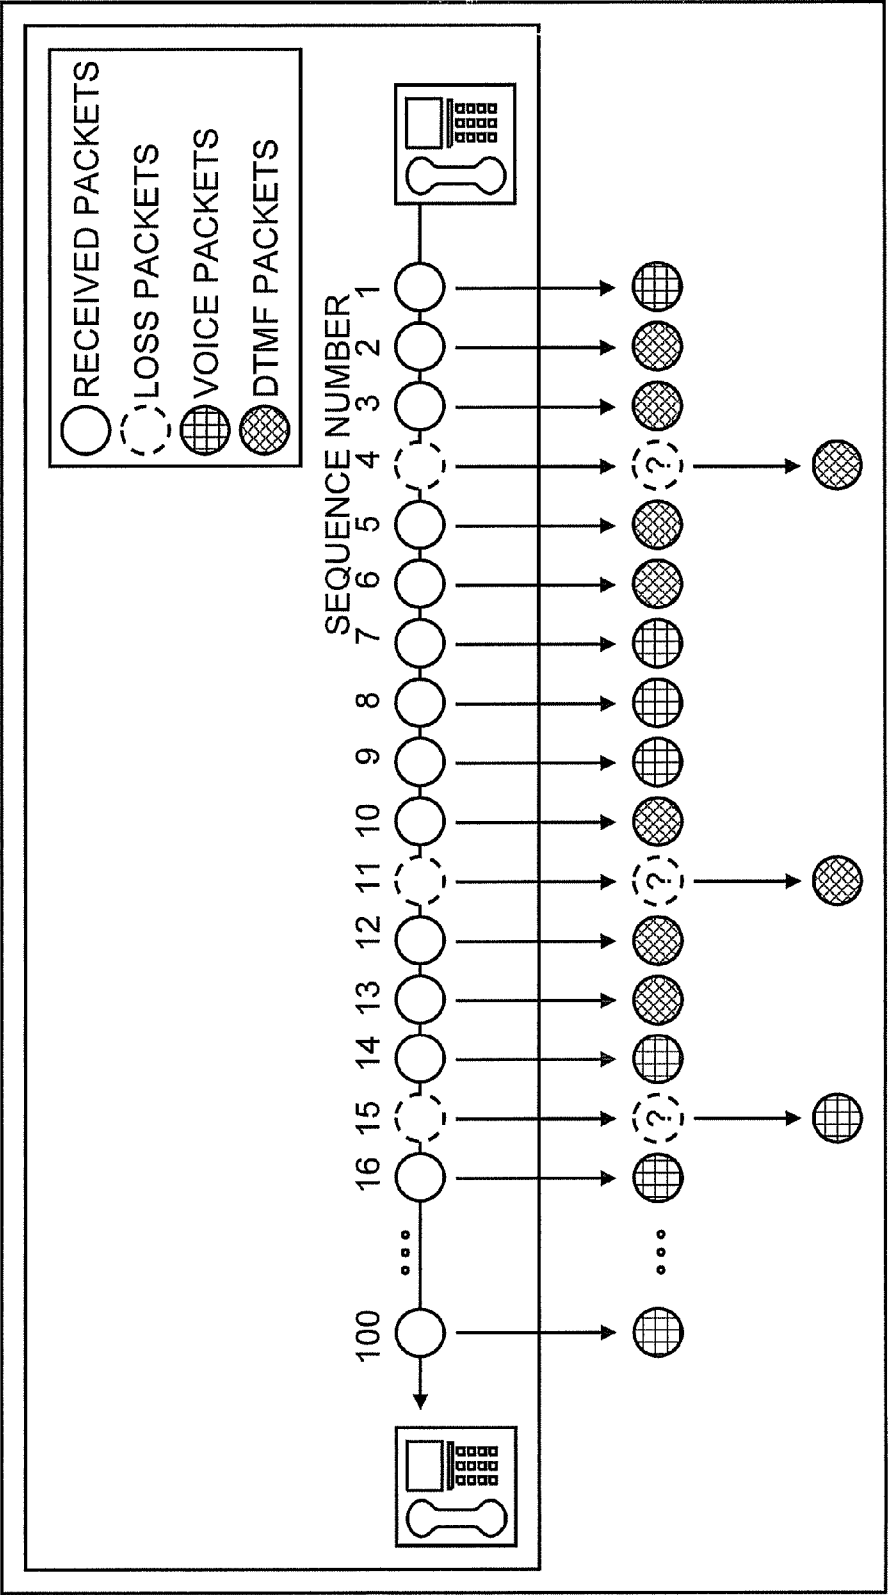 RECEIVED PACKETS
LOSS PACKETS
VOICE PACKETS
DTMF PACKETS
SEQUENCE NUMBER
100 16 15 14 13 12 11 10 9 8 7 6 5 4 3 2 1
? ? ?